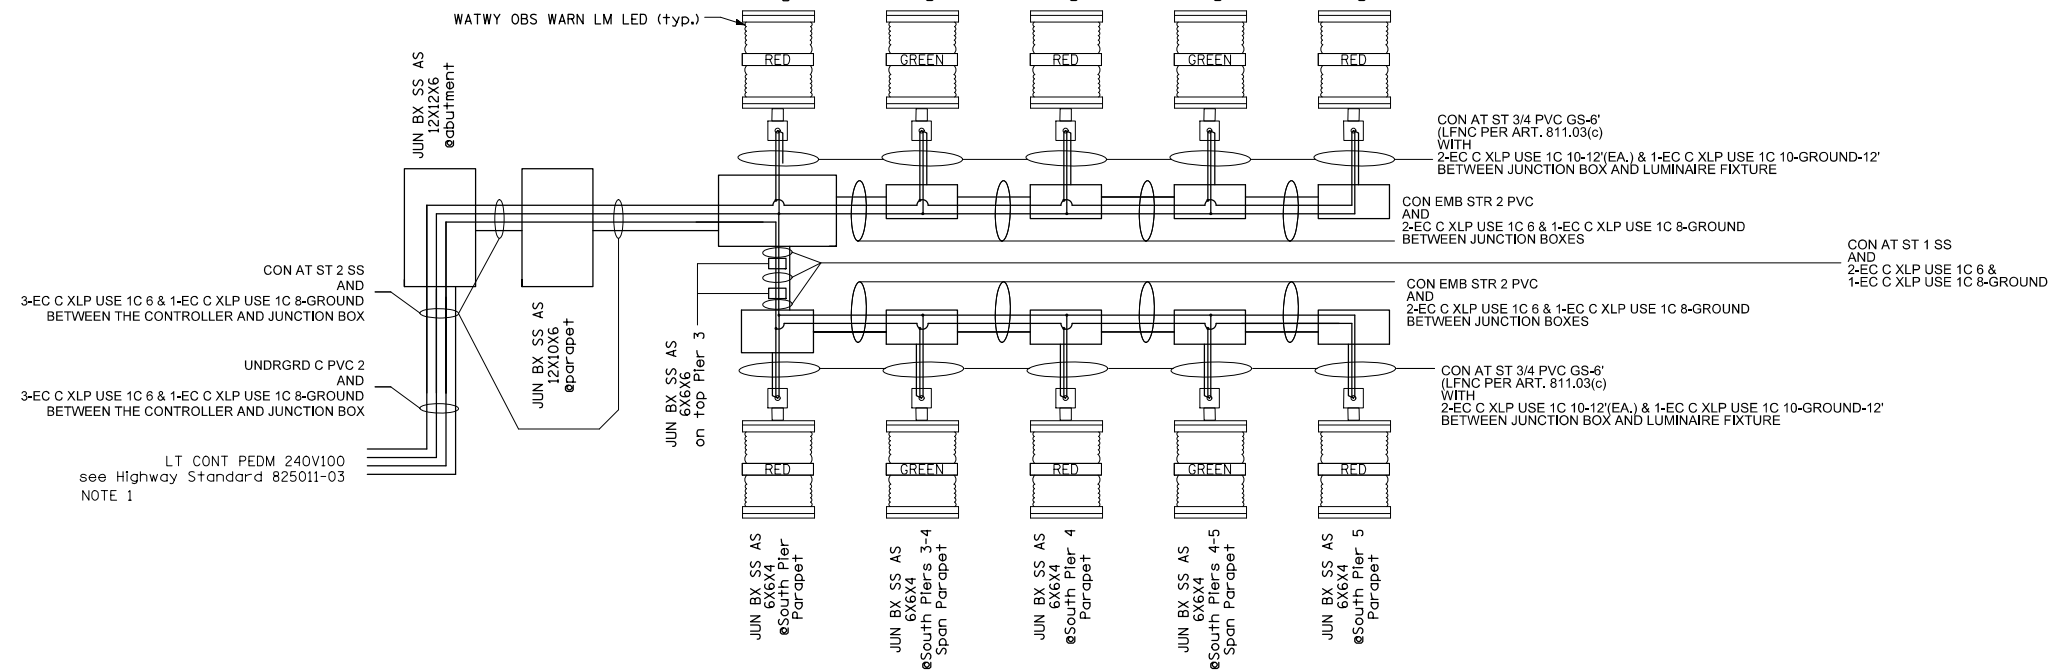 WATWY OBS WARN LM LED (typ.)
RED
GREEN
RED
GREEN
RED
JUN BX SS AS
12X12X6
@abutment
CON AT ST 3/4 PVC GS-6'
(LFNC PER ART. 811.03(c)
WITH
2-EC C XLP USE 1C 10-12'(EA.) & 1-EC C XLP USE 1C 10-GROUND-12'
BETWEEN JUNCTION BOX AND LUMINAIRE FIXTURE
CON EMB STR 2 PVC
AND
2-EC C XLP USE 1C 6 & 1-EC C XLP USE 1C 8-GROUND
BETWEEN JUNCTION BOXES
CON AT ST 1 SS
AND
2-EC C XLP USE 1C 6 &
1-EC C XLP USE 1C 8-GROUND
CON AT ST 2 SS
AND
3-EC C XLP USE 1C 6 & 1-EC C XLP USE 1C 8-GROUND
BETWEEN THE CONTROLLER AND JUNCTION BOX
CON EMB STR 2 PVC
AND
2-EC C XLP USE 1C 6 & 1-EC C XLP USE 1C 8-GROUND
BETWEEN JUNCTION BOXES
JUN BX SS AS
12X10X6
@parapet
JUN BX SS AS
6X6X6
on top Pier 3
UNDRGRD C PVC 2
AND
3-EC C XLP USE 1C 6 & 1-EC C XLP USE 1C 8-GROUND
BETWEEN THE CONTROLLER AND JUNCTION BOX
CON AT ST 3/4 PVC GS-6'
(LFNC PER ART. 811.03(c)
WITH
2-EC C XLP USE 1C 10-12'(EA.) & 1-EC C XLP USE 1C 10-GROUND-12'
BETWEEN JUNCTION BOX AND LUMINAIRE FIXTURE
LT CONT PEDM 240V100
see Highway Standard 825011-03
NOTE 1
RED
GREEN
RED
GREEN
RED
JUN BX SS AS
6X6X4
@South Pier
Parapet
JUN BX SS AS
6X6X4
@South Piers 3-4
Span Parapet
JUN BX SS AS
6X6X4
@South Pier 4
Parapet
JUN BX SS AS
6X6X4
@South Piers 4-5
Span Parapet
JUN BX SS AS
6X6X4
@South Pier 5
Parapet